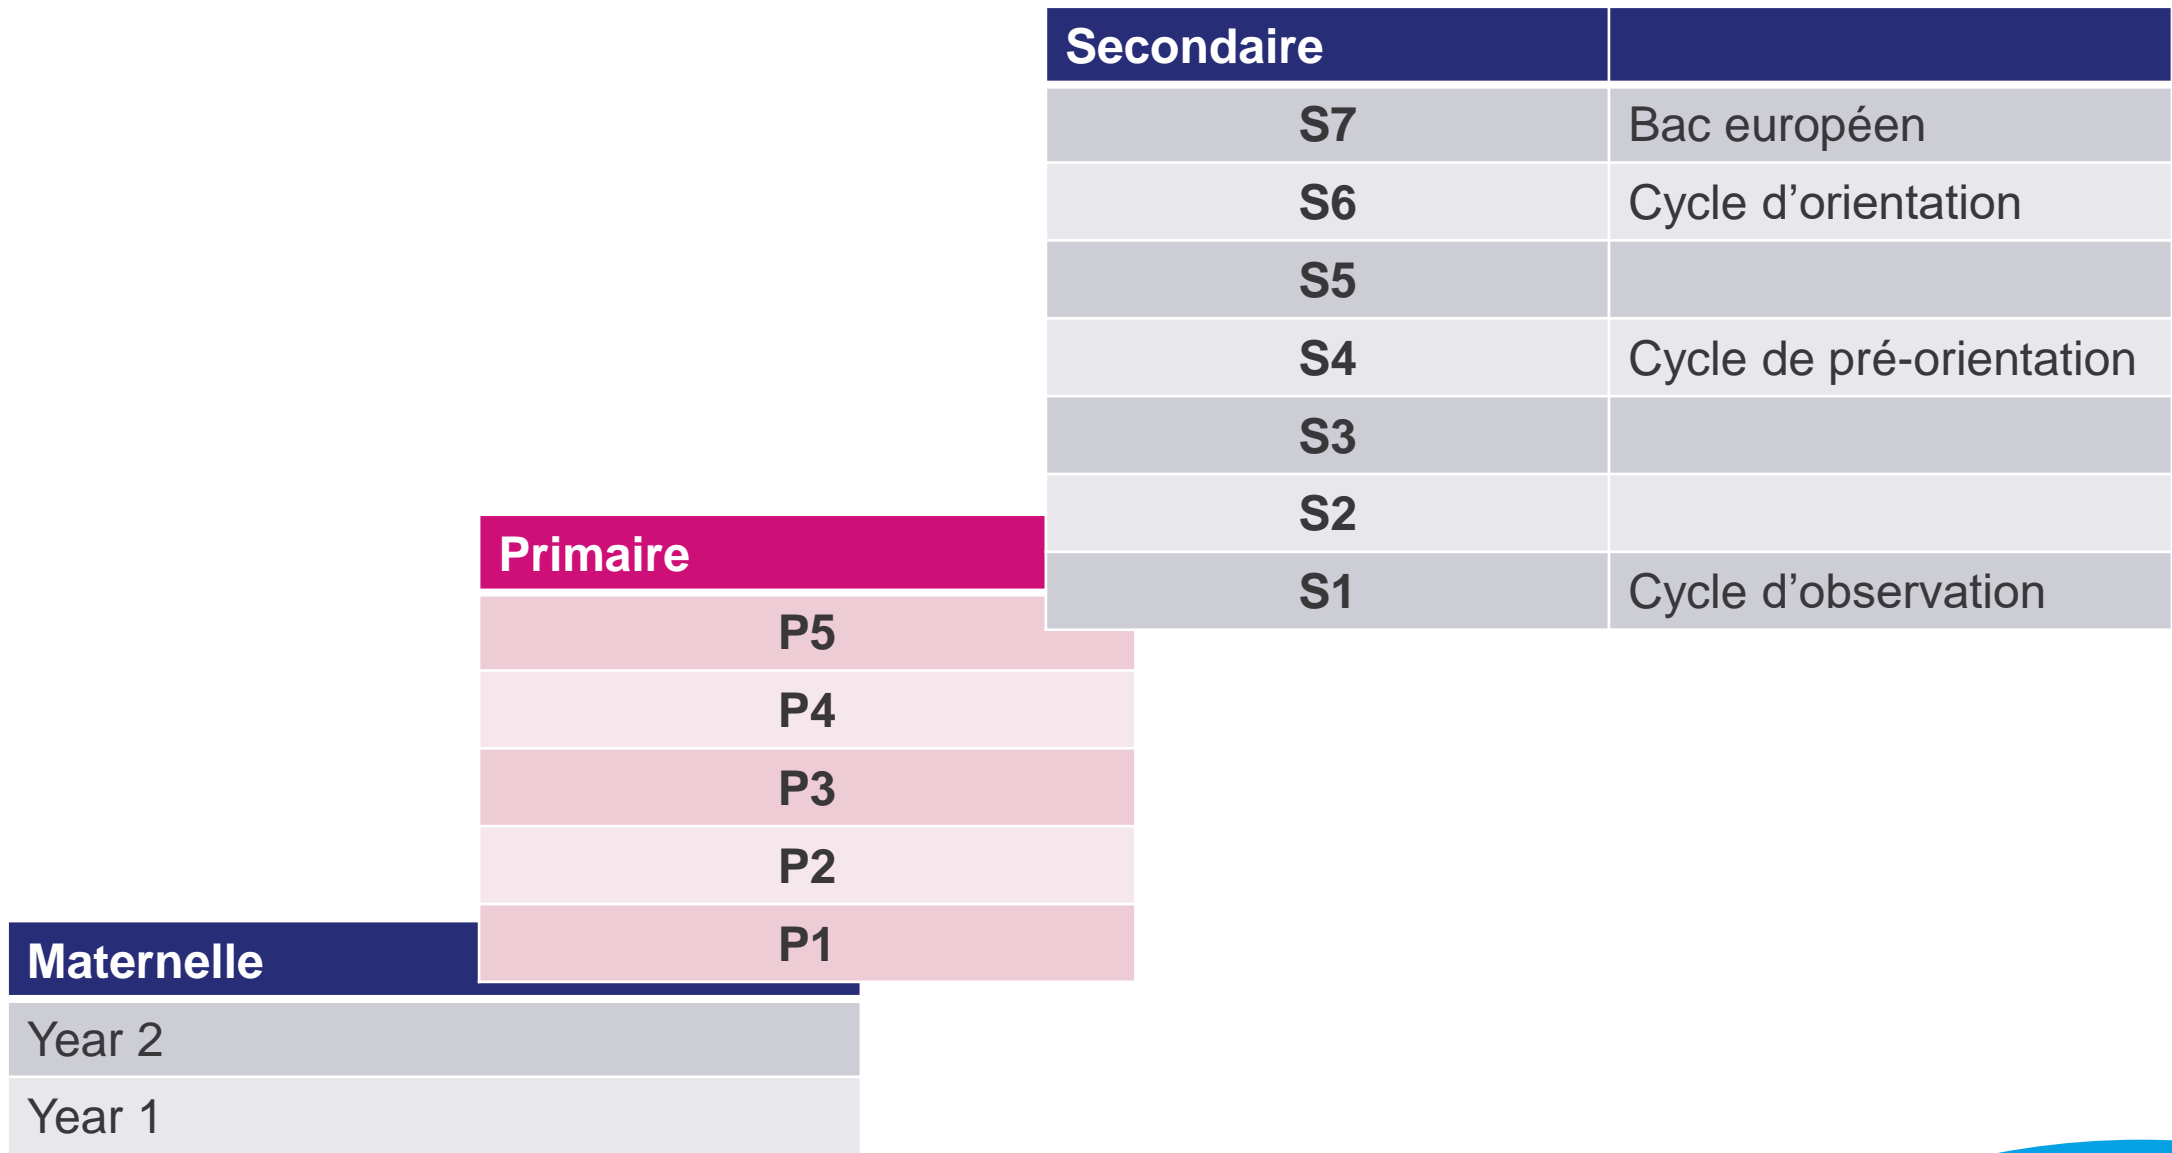 Secondaire
S7 Bac européen
S6 Cycle d’orientation
S5
S4 Cycle de pré-orientation
S3
S2
S1 Cycle d’observation
Primaire
P5
P4
P3
P2
P1
Maternelle
Year 2
Year 1